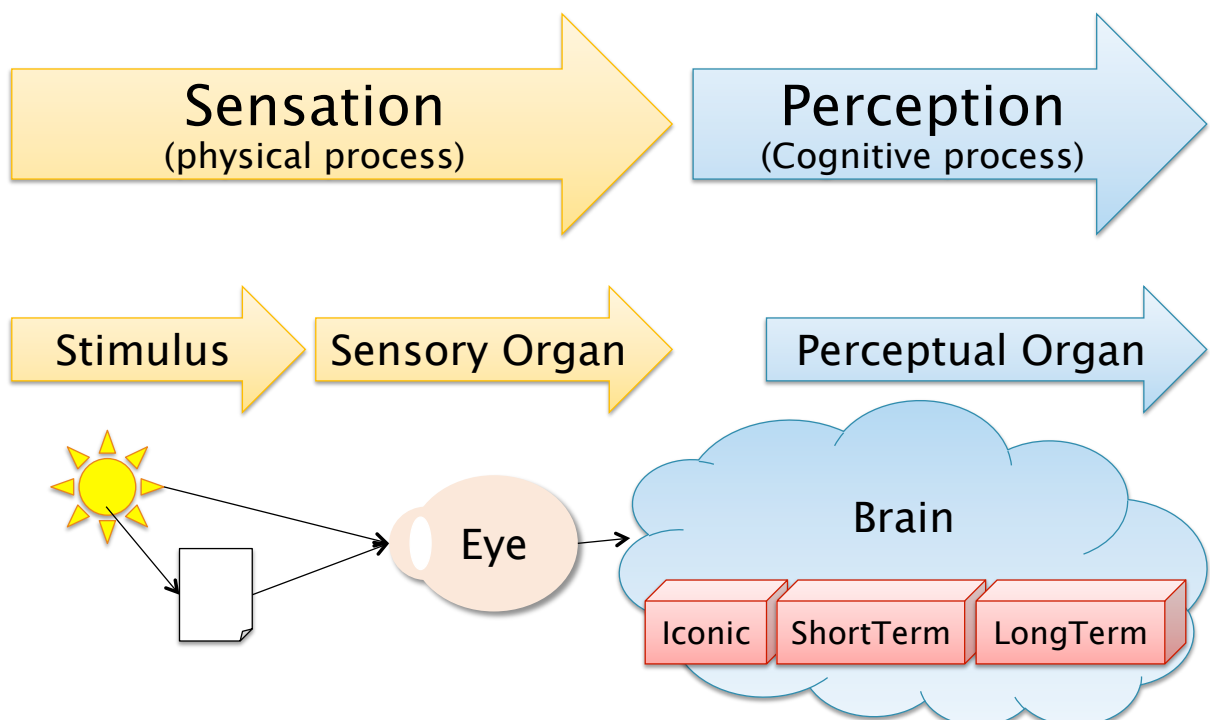 Sensation
(physical process)
Perception
(Cognitive process)
Stimulus
Sensory Organ
Perceptual Organ
Eye
Brain
Iconic
ShortTerm
LongTerm